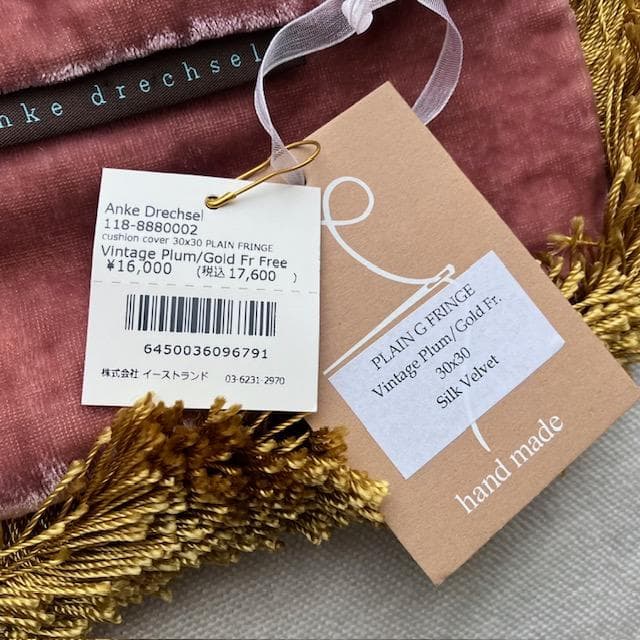 anke drechsel
Anke Drechsel
118-8880002
cushion cover 30x30 PLAIN FRINGE
Vintage Plum/Gold Fr Free
¥16,000 (税込17,600 )
6450036096791
株式会社 イーストランド 03-6231-2970
PLAIN G FRINGE
Vintage Plum/Gold Fr.
30x30
Silk Velvet
hand made